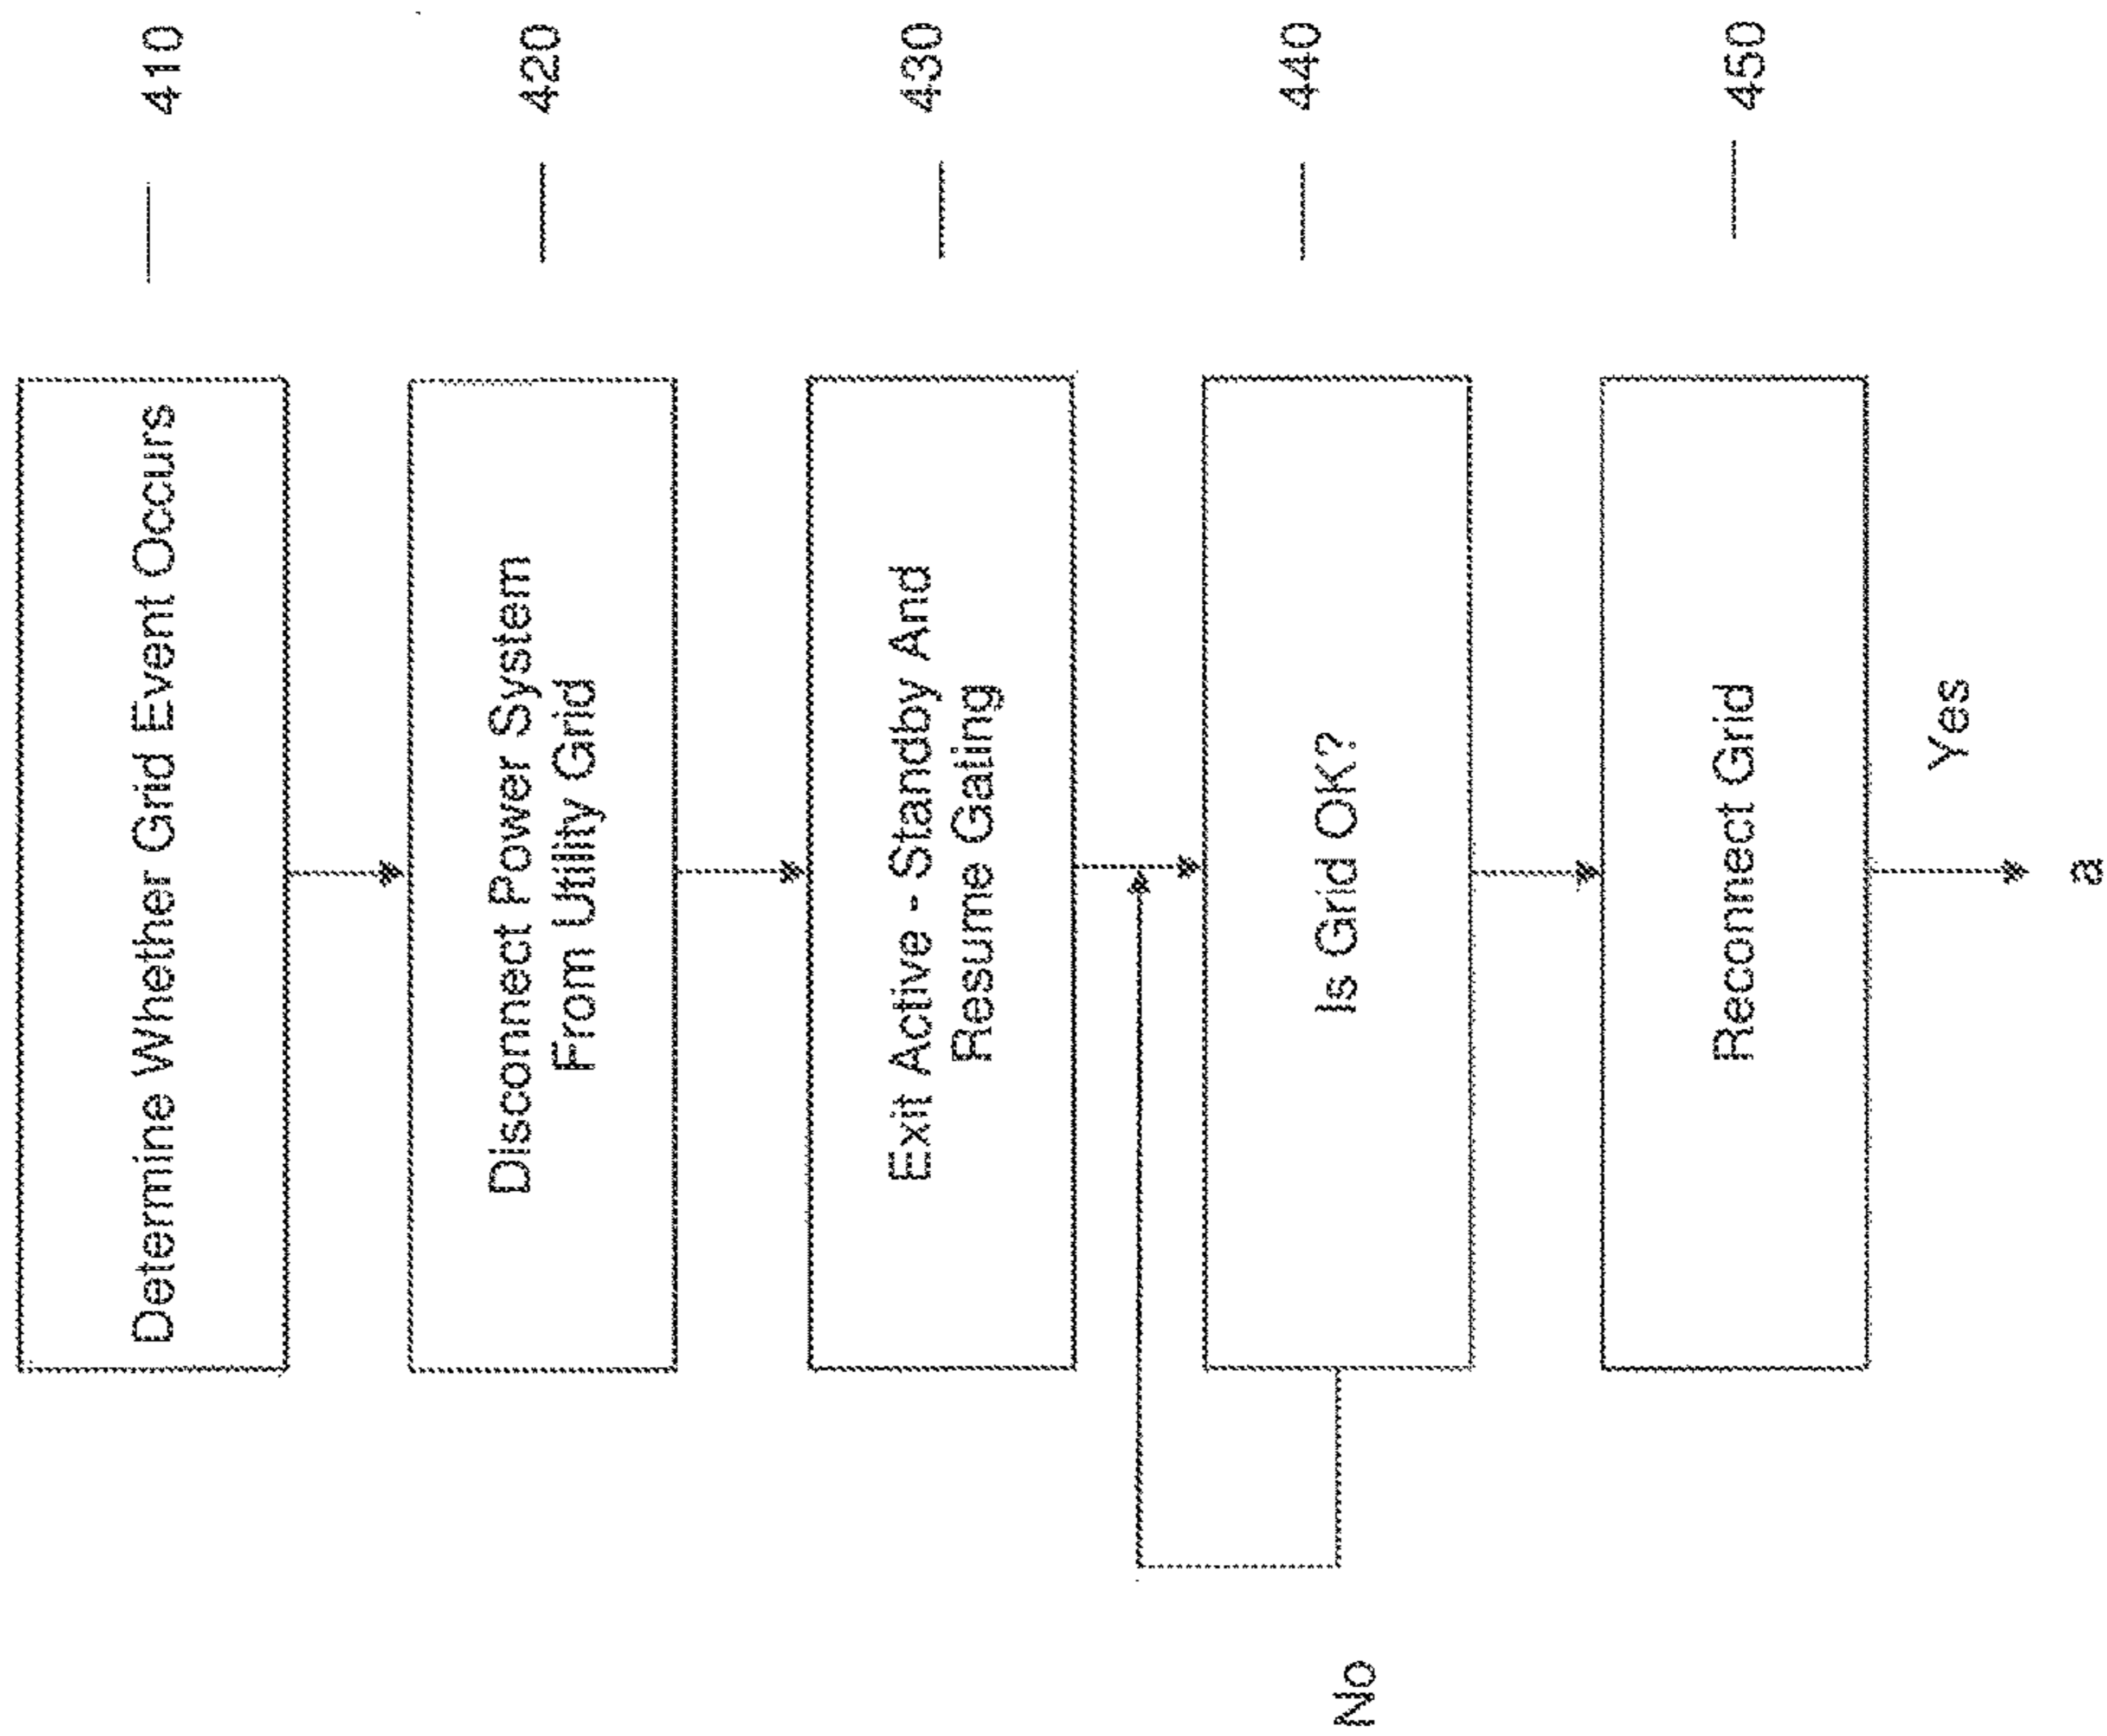 Determine Whether Grid Event Occurs
410
Disconnect Power System
From Utility Grid
420
Exit Active - Standby And
Resume Gating
430
No
Is Grid OK?
440
Reconnect Grid
450
Yes
a